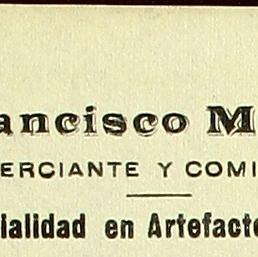 ancisco M
ERCIANTE Y COMI
ialidad en Artefact